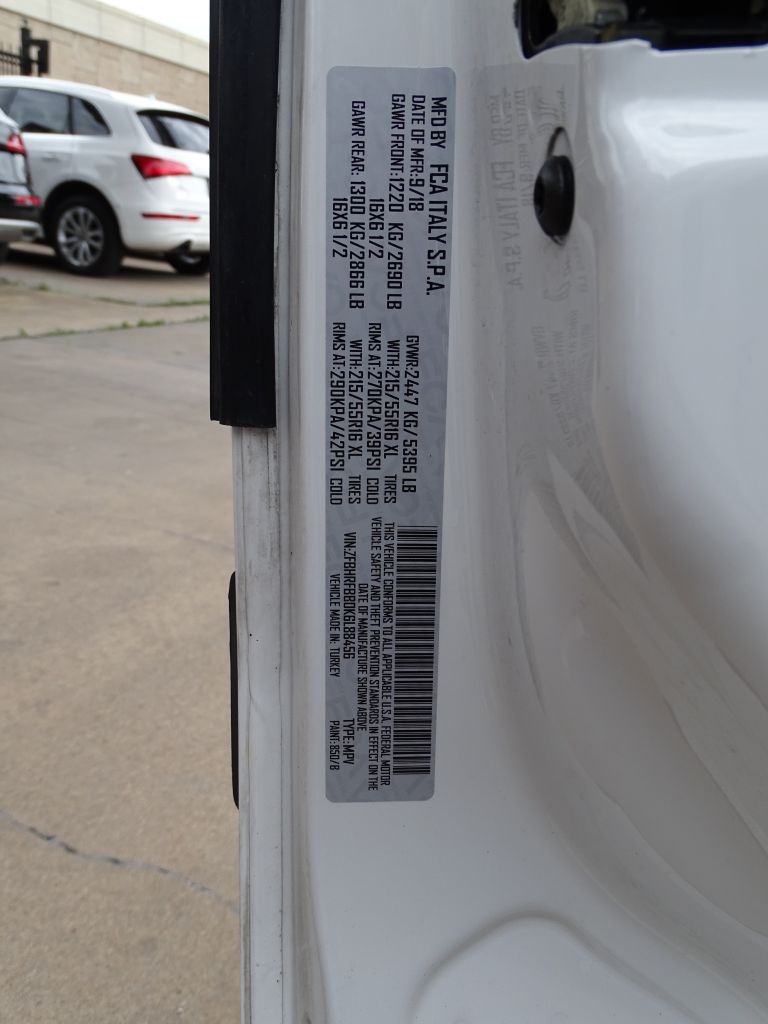 MFD BY FCA ITALY S.P.A.
DATE OF MFR:9/18 GVWR:2447 KG/ 5395 LB
GAWR FRONT:1220 KG/2690 LB WITH:215/55R16 XL TIRES
16X6 1/2 RIMS AT:270KPA/39PSI COLD
GAWR REAR: 1300 KG/2866 LB WITH:215/55R16 XL TIRES
16X6 1/2 RIMS AT:290KPA/42PSI COLD
THIS VEHICLE CONFORMS TO ALL APPLICABLE U.S.A. FEDERAL MOTOR
VEHICLE SAFETY AND THEFT PREVENTION STANDARDS IN EFFECT ON THE
DATE OF MANUFACTURE SHOWN ABOVE
VIN:ZFBHRFBB0K6L88456 TYPE:MPV
VEHICLE MADE IN: TURKEY PAINT: 850/B